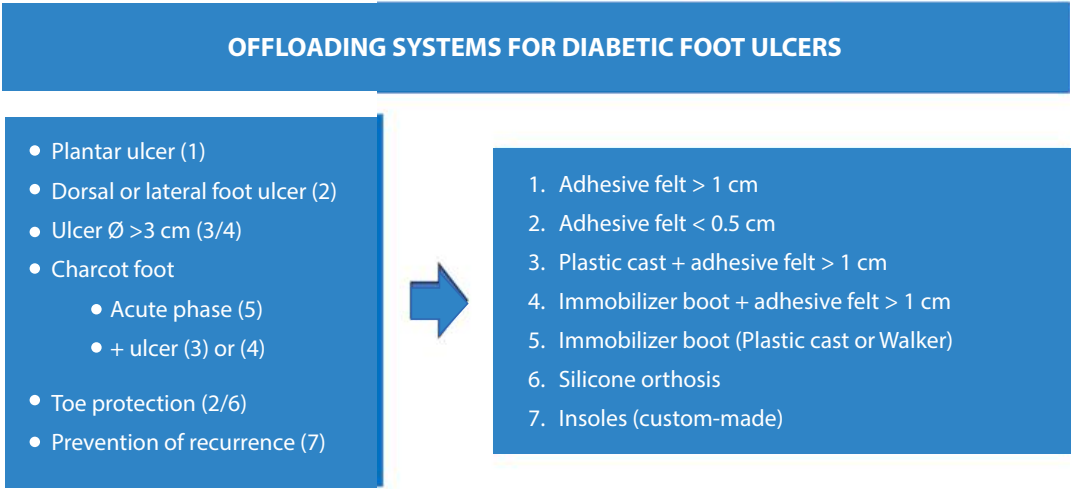 OFFLOADING SYSTEMS FOR DIABETIC FOOT ULCERS
• Plantar ulcer (1)
• Dorsal or lateral foot ulcer (2)
• Ulcer Ø >3 cm (3/4)
• Charcot foot
• Acute phase (5)
• + ulcer (3) or (4)
• Toe protection (2/6)
• Prevention of recurrence (7)
1. Adhesive felt > 1 cm
2. Adhesive felt < 0.5 cm
3. Plastic cast + adhesive felt > 1 cm
4. Immobilizer boot + adhesive felt > 1 cm
5. Immobilizer boot (Plastic cast or Walker)
6. Silicone orthosis
7. Insoles (custom-made)